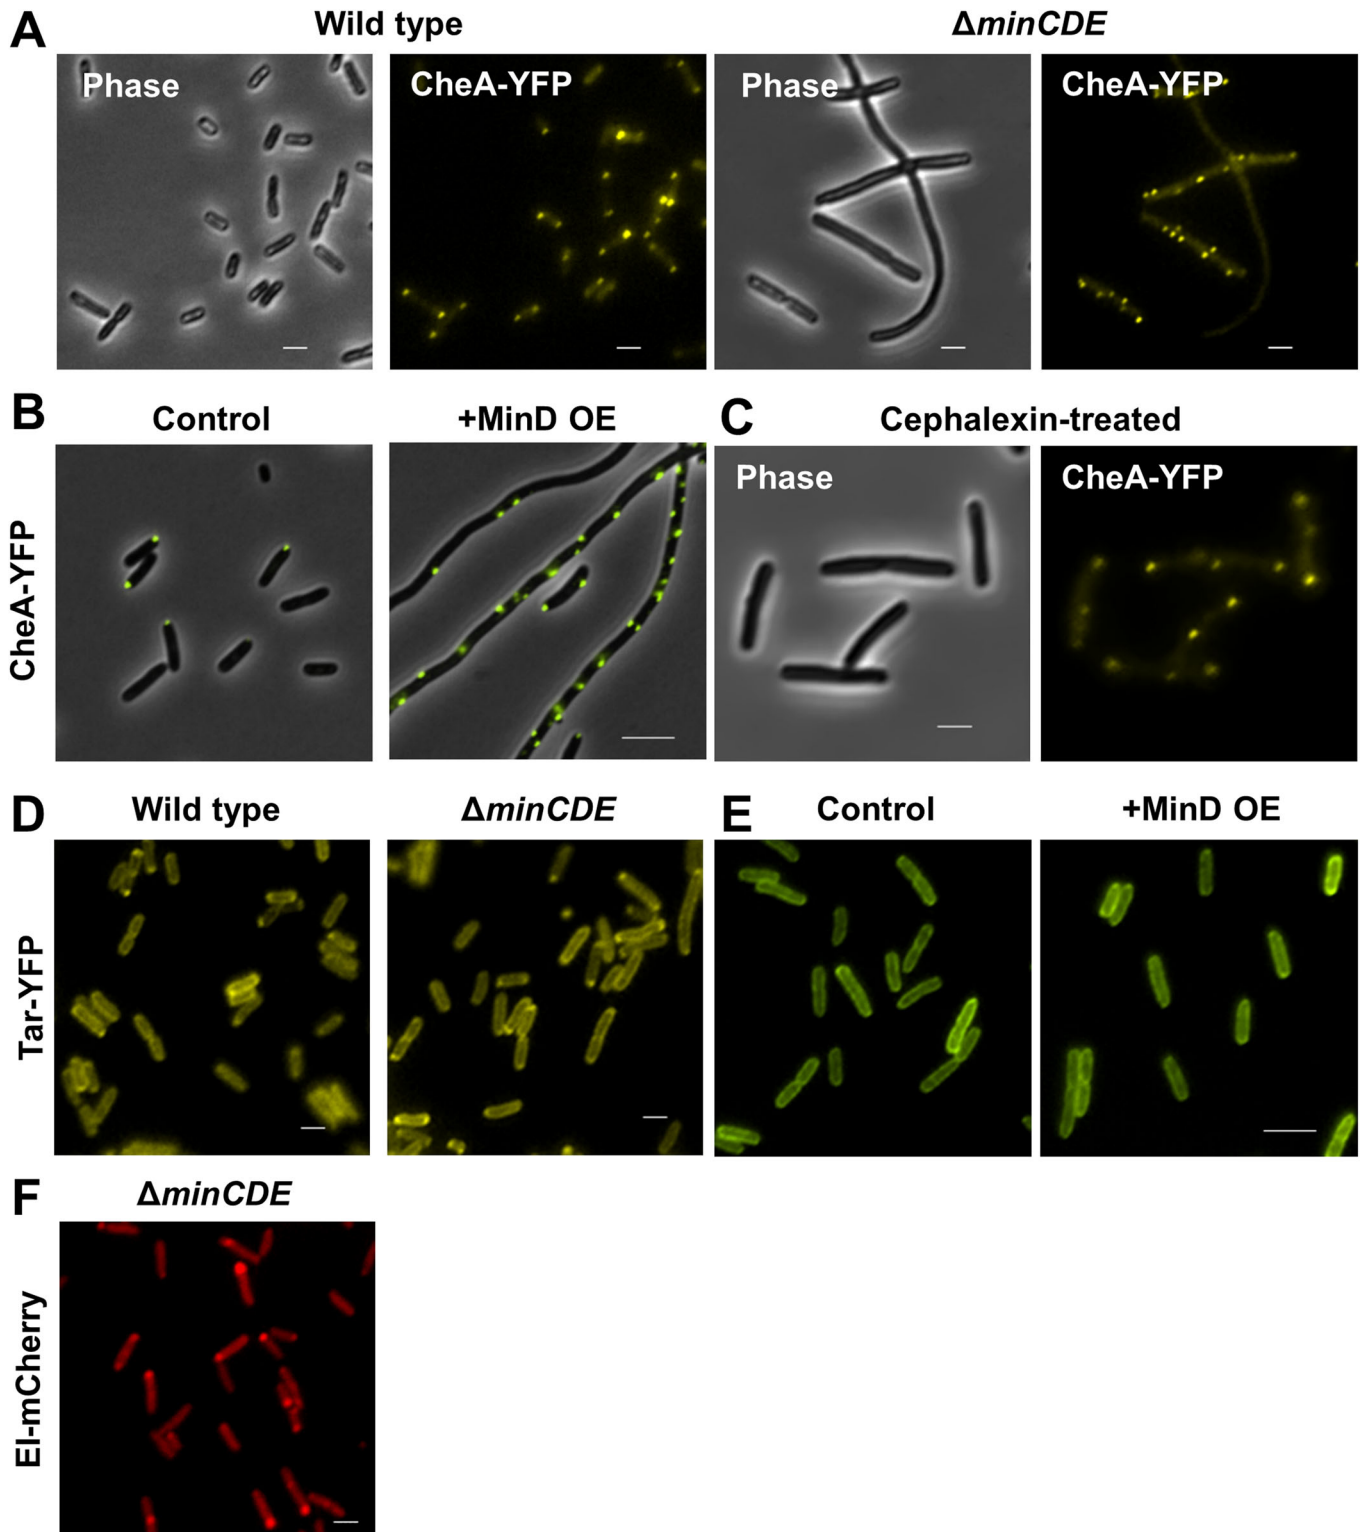 A
Wild type
ΔminCDE
Phase
CheA-YFP
Phase
CheA-YFP
B
Control
+MinD OE
C
Cephalexin-treated
CheA-YFP
Phase
CheA-YFP
D
Wild type
ΔminCDE
E
Control
+MinD OE
Tar-YFP
F
ΔminCDE
EI-mCherry